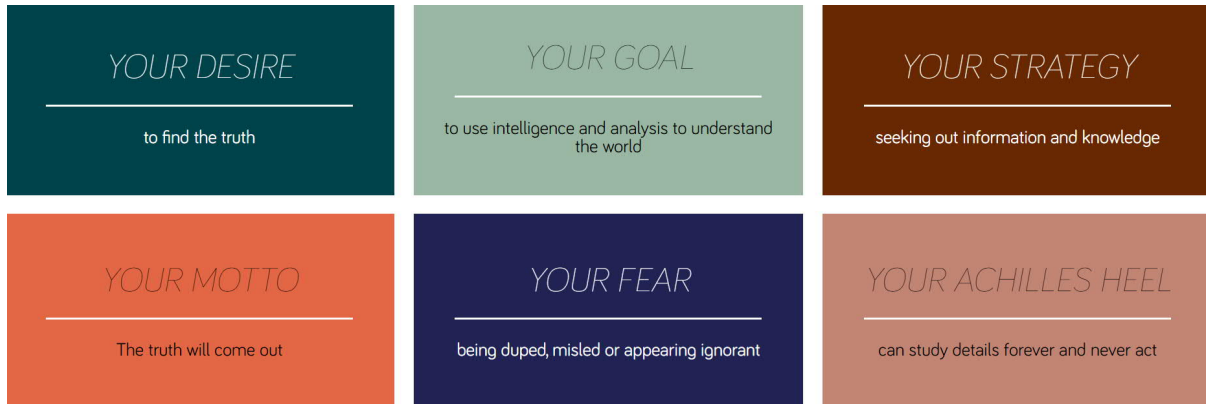 YOUR DESIRE
to find the truth
YOUR GOAL
to use intelligence and analysis to understand
the world
YOUR STRATEGY
seeking out information and knowledge
YOUR MOTTO
The truth will come out
YOUR FEAR
being duped, misled or appearing ignorant
YOUR ACHILLES HEEL
can study details forever and never act